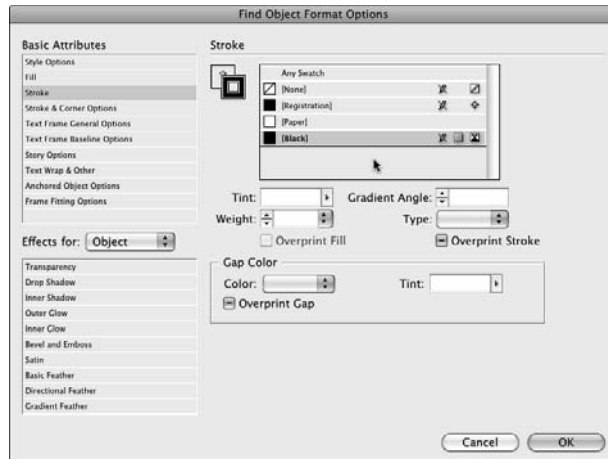 Find Object Format Options
Basic Attributes
Style Options
Fill
Stroke
Stroke & Corner Options
Text Frame General Options
Text Frame Baseline Options
Story Options
Text Wrap & Other
Anchored Object Options
Frame Fitting Options
Effects for: Object
Transparency
Drop Shadow
Inner Shadow
Outer Glow
Inner Glow
Bevel and Emboss
Satin
Basic Feather
Directional Feather
Gradient Feather
Stroke
Any Swatch
[None]
[Registration]
[Paper]
[Black]
Tint: Gradient Angle:
Weight: Type:
Overprint Fill Overprint Stroke
Gap Color
Color: Tint:
Overprint Gap
Cancel OK